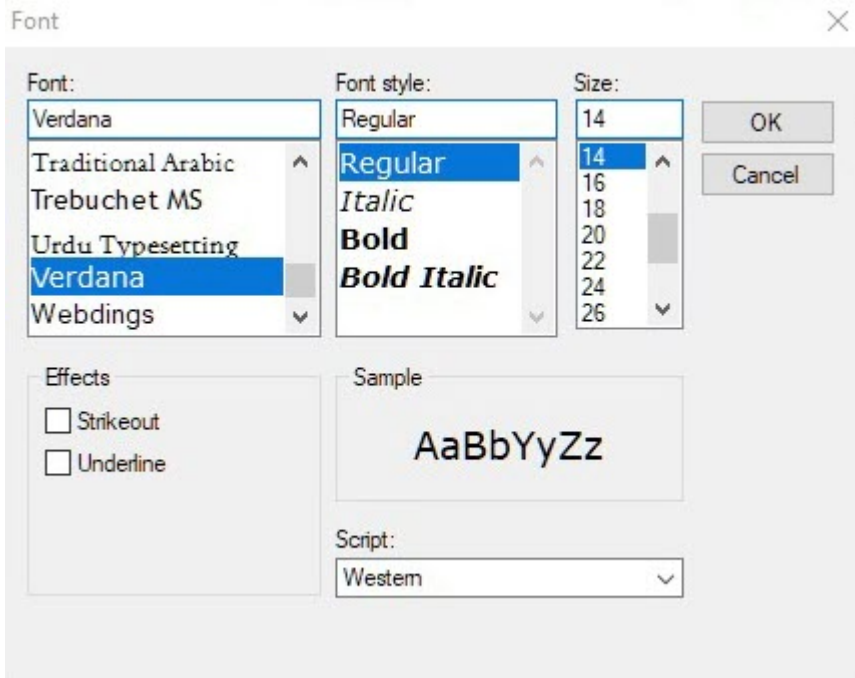 Font
Font:
Verdana
Traditional Arabic
Trebuchet MS
Urdu Typesetting
Verdana
Webdings
Font style:
Regular
Regular
Italic
Bold
Bold Italic
Size:
14
14
16
18
20
22
24
26
OK
Cancel
Effects
Strikeout
Underline
Sample
AaBbYyZz
Script:
Western